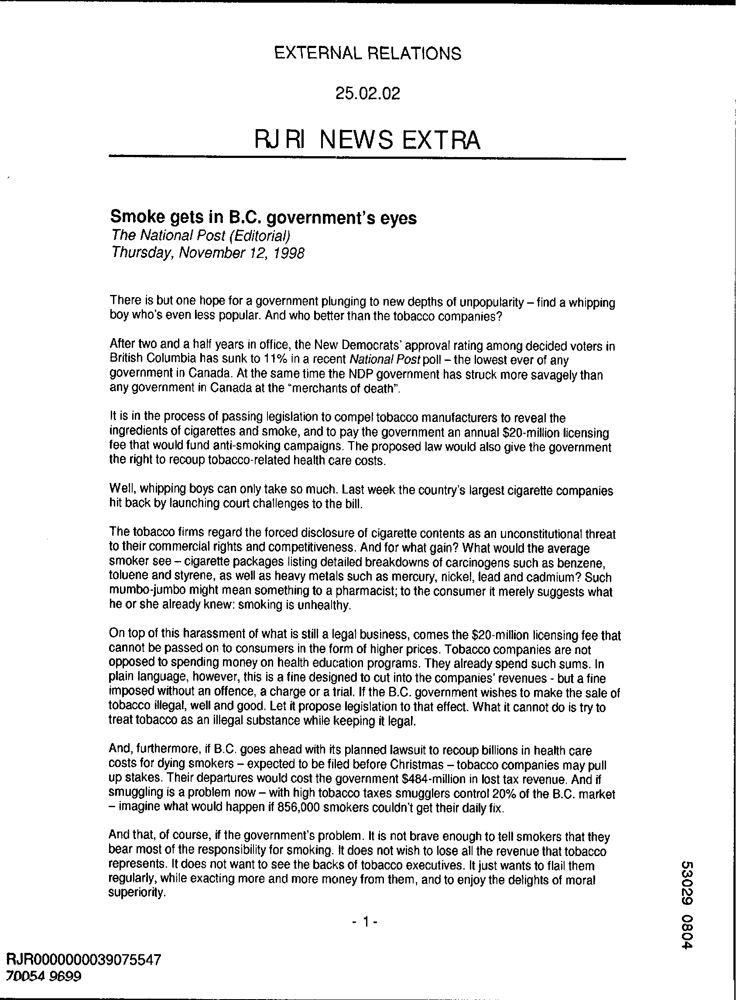 EXTERNAL RELATIONS
25.02.02
RJRI NEWS EXTRA
Smoke gets in B.C. government's eyes
The National Post (Editorial)
Thursday, November 12, 1998
There is but one hope for a government plunging to new depths of unpopularity – find a whipping
boy who's even less popular. And who better than the tobacco companies?
After two and a half years in office, the New Democrats' approval rating among decided voters in
British Columbia has sunk to 11% in a recent National Post poll – the lowest ever of any
government in Canada. At the same time the NDP government has struck more savagely than
any government in Canada at the "merchants of death".
It is in the process of passing legislation to compel tobacco manufacturers to reveal the
ingredients of cigarettes and smoke, and to pay the government an annual $20-million licensing
fee that would fund anti-smoking campaigns. The proposed law would also give the government
the right to recoup tobacco-related health care costs.
Well, whipping boys can only take so much. Last week the country's largest cigarette companies
hit back by launching court challenges to the bill.
The tobacco firms regard the forced disclosure of cigarette contents as an unconstitutional threat
to their commercial rights and competitiveness. And for what gain? What would the average
smoker see – cigarette packages listing detailed breakdowns of carcinogens such as benzene,
toluene and styrene, as well as heavy metals such as mercury, nickel, lead and cadmium? Such
mumbo-jumbo might mean something to a pharmacist; to the consumer it merely suggests what
he or she already knew: smoking is unhealthy.
On top of this harassment of what is still a legal business, comes the $20-million licensing fee that
cannot be passed on to consumers in the form of higher prices. Tobacco companies are not
opposed to spending money on health education programs. They already spend such sums. In
plain language, however, this is a fine designed to cut into the companies' revenues - but a fine
imposed without an offence, a charge or a trial. If the B.C. government wishes to make the sale of
tobacco illegal, well and good. Let it propose legislation to that effect. What it cannot do is try to
treat tobacco as an illegal substance while keeping it legal.
And, furthermore, if B.C. goes ahead with its planned lawsuit to recoup billions in health care
costs for dying smokers – expected to be filed before Christmas – tobacco companies may pull
up stakes. Their departures would cost the government $484-million in lost tax revenue. And if
smuggling is a problem now – with high tobacco taxes smugglers control 20% of the B.C. market
– imagine what would happen if 856,000 smokers couldn't get their daily fix.
And that, of course, if the government's problem. It is not brave enough to tell smokers that they
bear most of the responsibility for smoking. It does not wish to lose all the revenue that tobacco
represents. It does not want to see the backs of tobacco executives. It just wants to flail them
regularly, while exacting more and more money from them, and to enjoy the delights of moral
superiority.
- 1 -
53029 0804
RJR0000000039075547
70054 9699